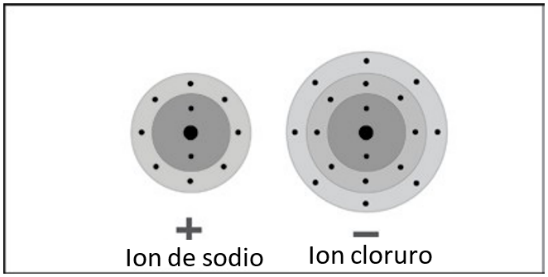 + −
Ion de sodio Ion cloruro